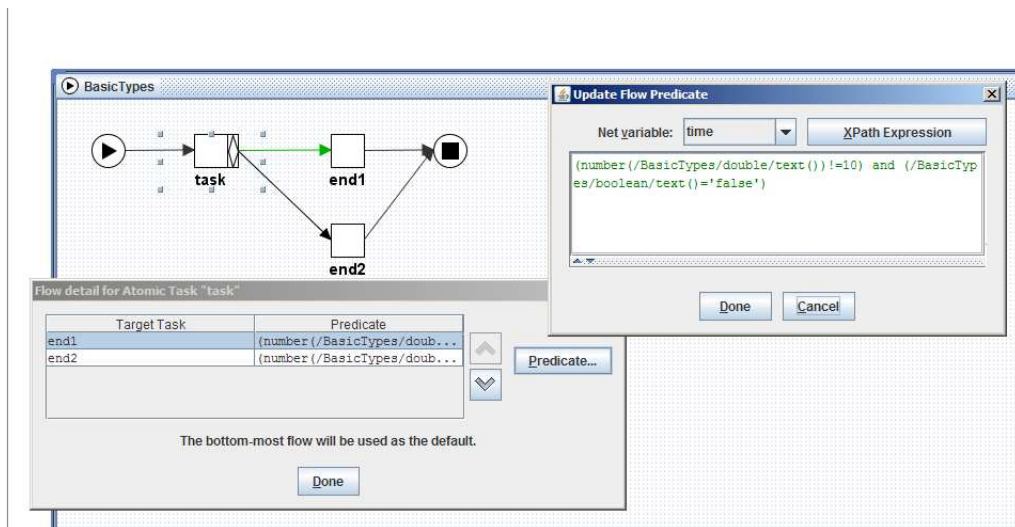 BasicTypes
Update Flow Predicate
Net variable: time XPath Expression
(number(/BasicTypes/double/text())!=10) and (/BasicTyp
es/boolean/text()='false')
task
end1
end2
Done Cancel
Flow detail for Atomic Task "task"
Target Task Predicate
end1 (number(/BasicTypes/doub...
end2 (number(/BasicTypes/doub...
Predicate...
The bottom-most flow will be used as the default.
Done